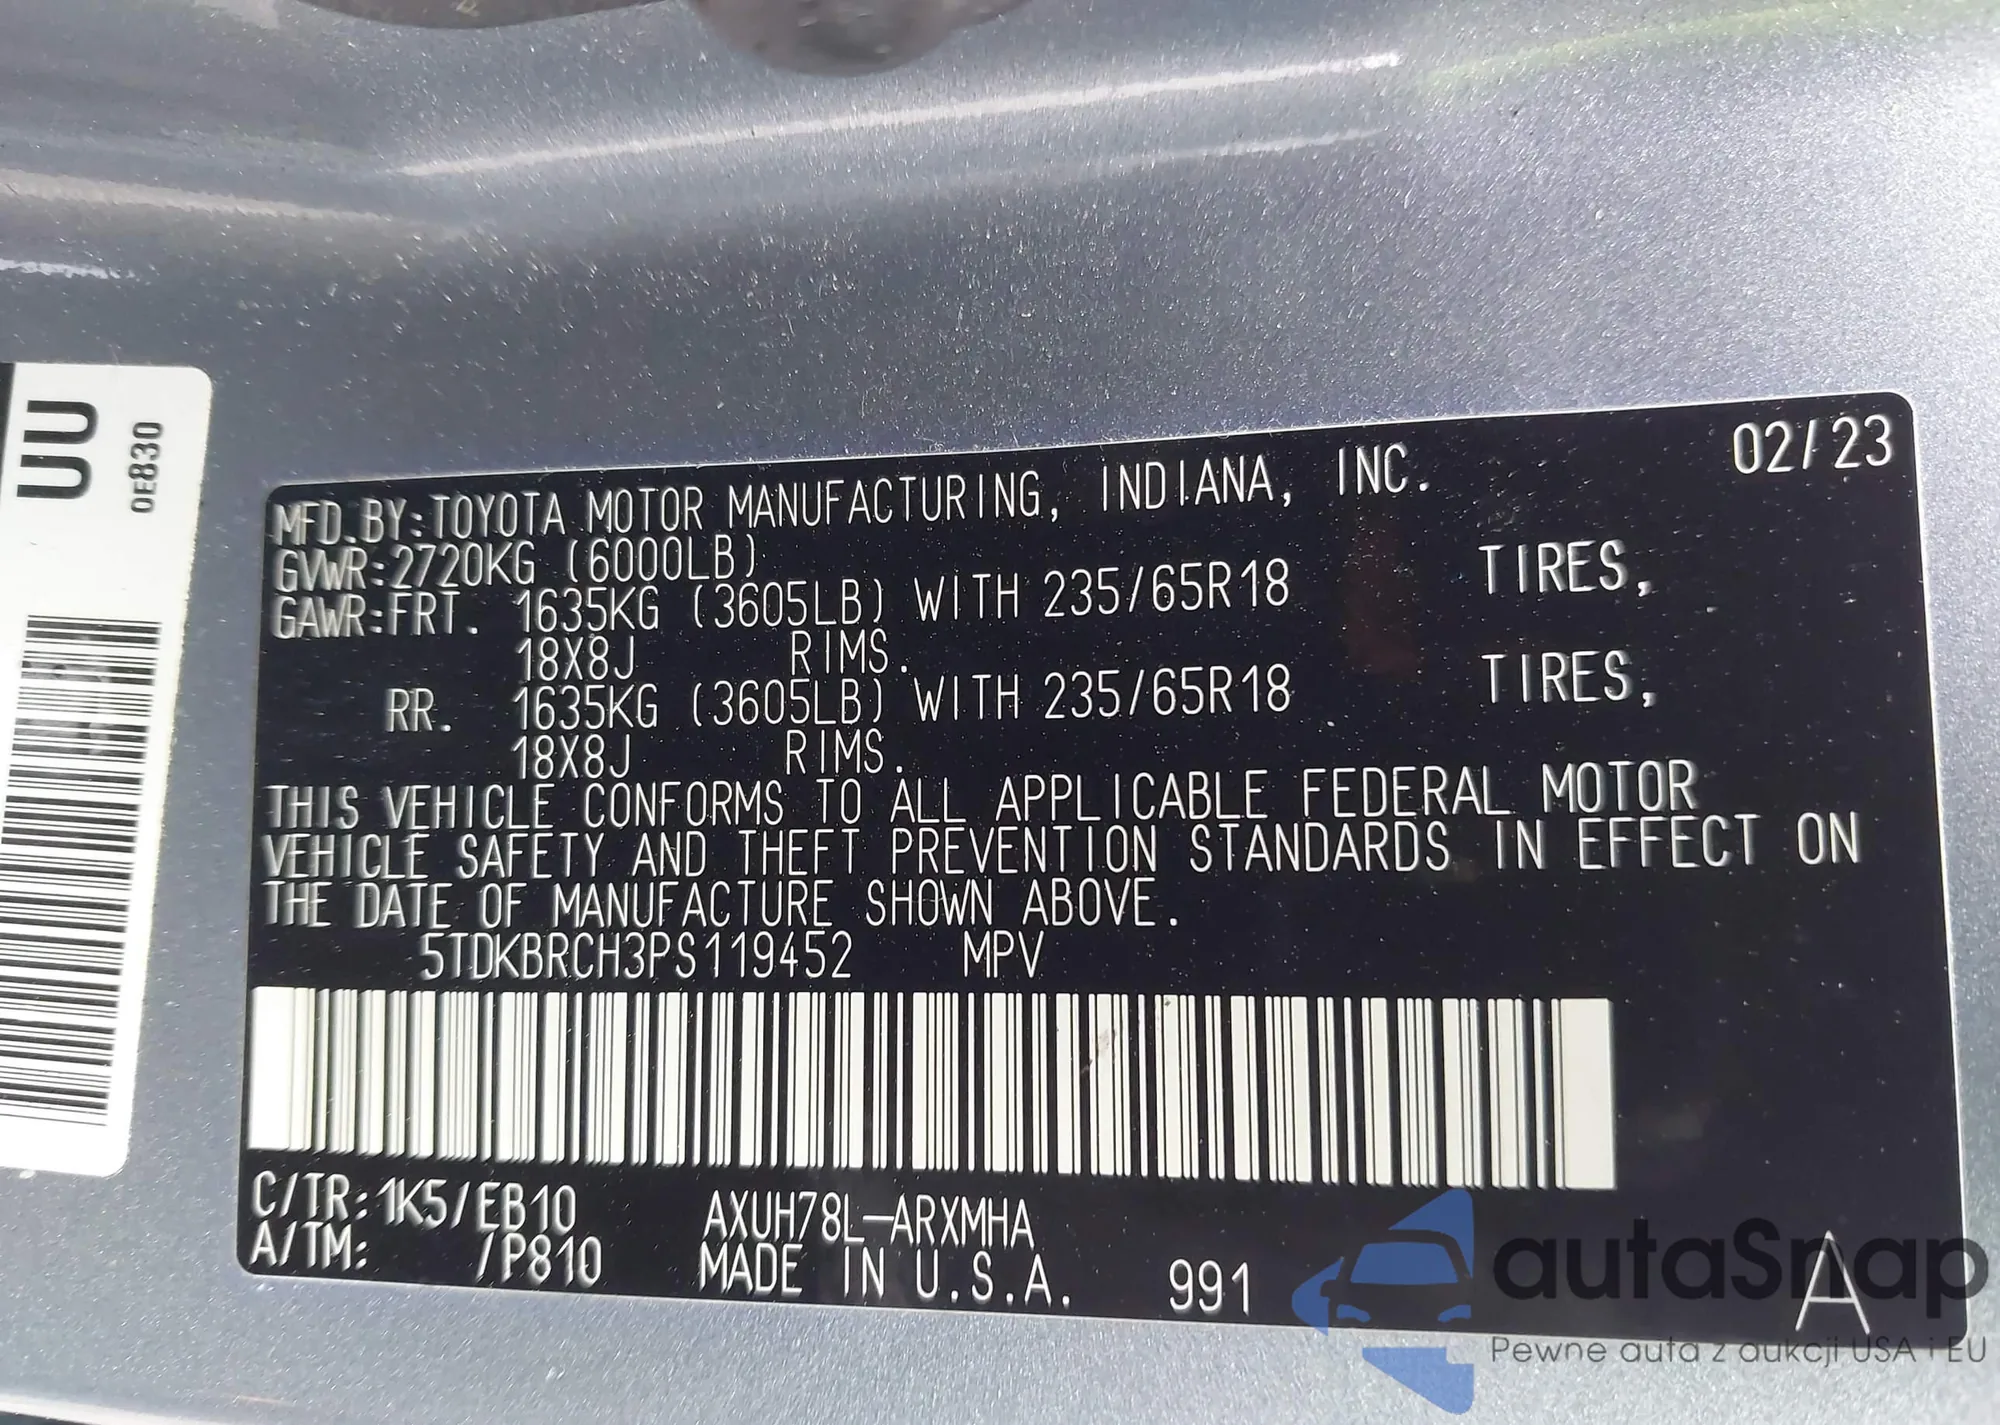 UU
0E830
02/23
MFD.BY:TOYOTA MOTOR MANUFACTURING, INDIANA, INC.
GVWR:2720KG (6000LB)
GAWR:FRT. 1635KG (3605LB) WITH 235/65R18 TIRES,
18X8J RIMS.
RR. 1635KG (3605LB) WITH 235/65R18 TIRES,
18X8J RIMS.
THIS VEHICLE CONFORMS TO ALL APPLICABLE FEDERAL MOTOR
VEHICLE SAFETY AND THEFT PREVENTION STANDARDS IN EFFECT ON
THE DATE OF MANUFACTURE SHOWN ABOVE.
5TDKBRCH3PS119452 MPV
C/TR:1K5/EB10 AXUH78L-ARXMHA
A/TM: /P810 MADE IN U.S.A. 991 A
autaSnap
Pewne auta z aukcji USA i EU